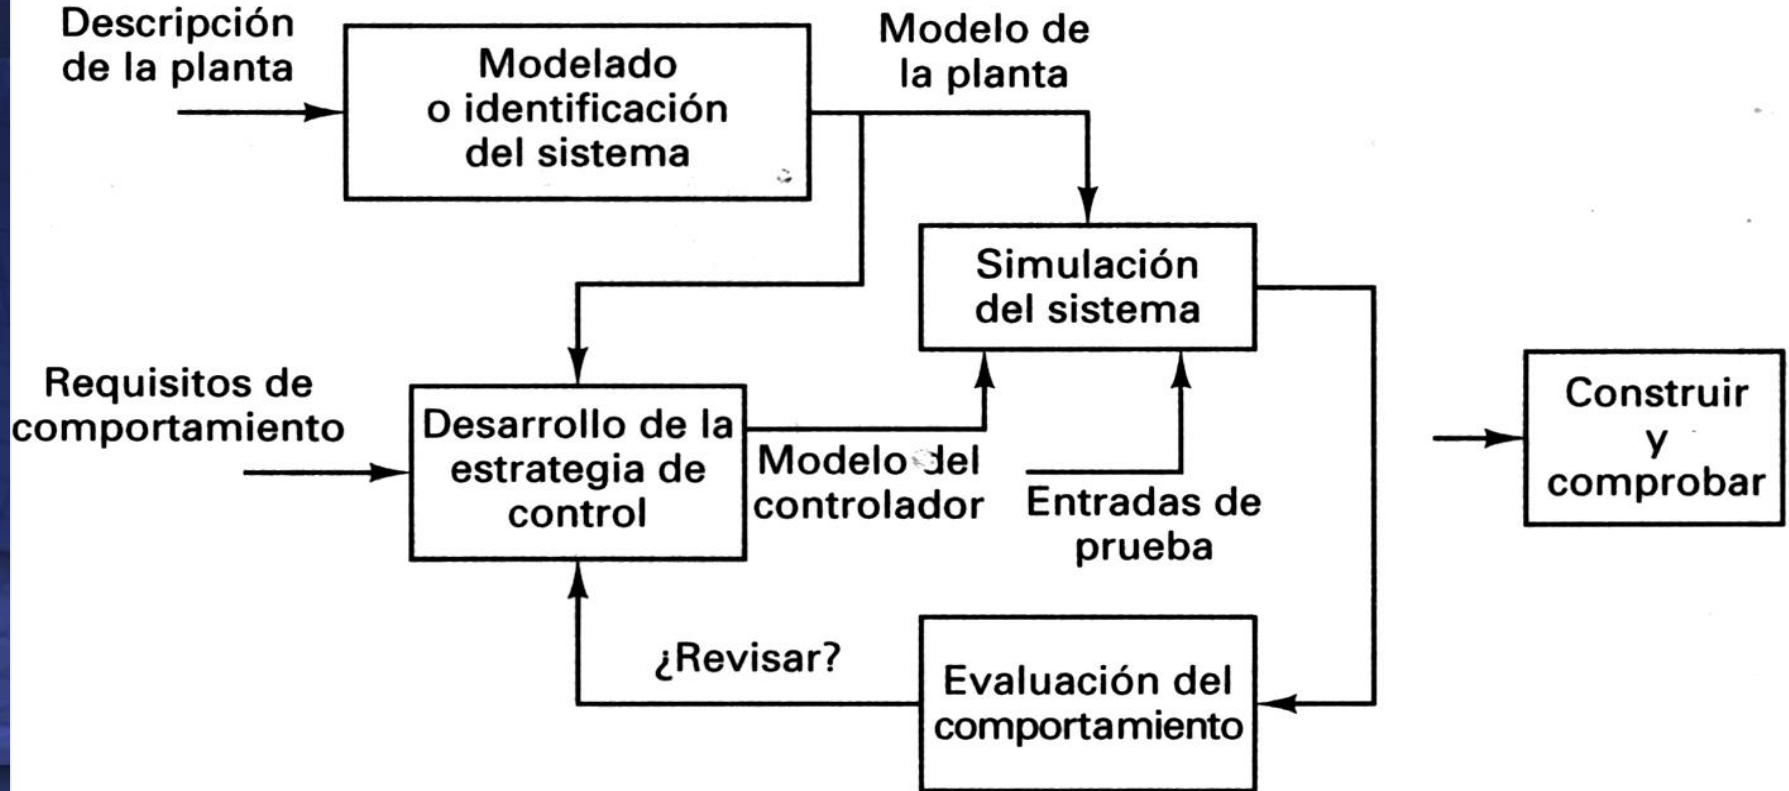 Descripción
de la planta
Modelado
o identificación
del sistema
Modelo de
la planta
Simulación
del sistema
Requisitos de
comportamiento
Desarrollo de la
estrategia de
control
Modelo del
controlador
Entradas de
prueba
Construir
y
comprobar
¿Revisar?
Evaluación del
comportamiento